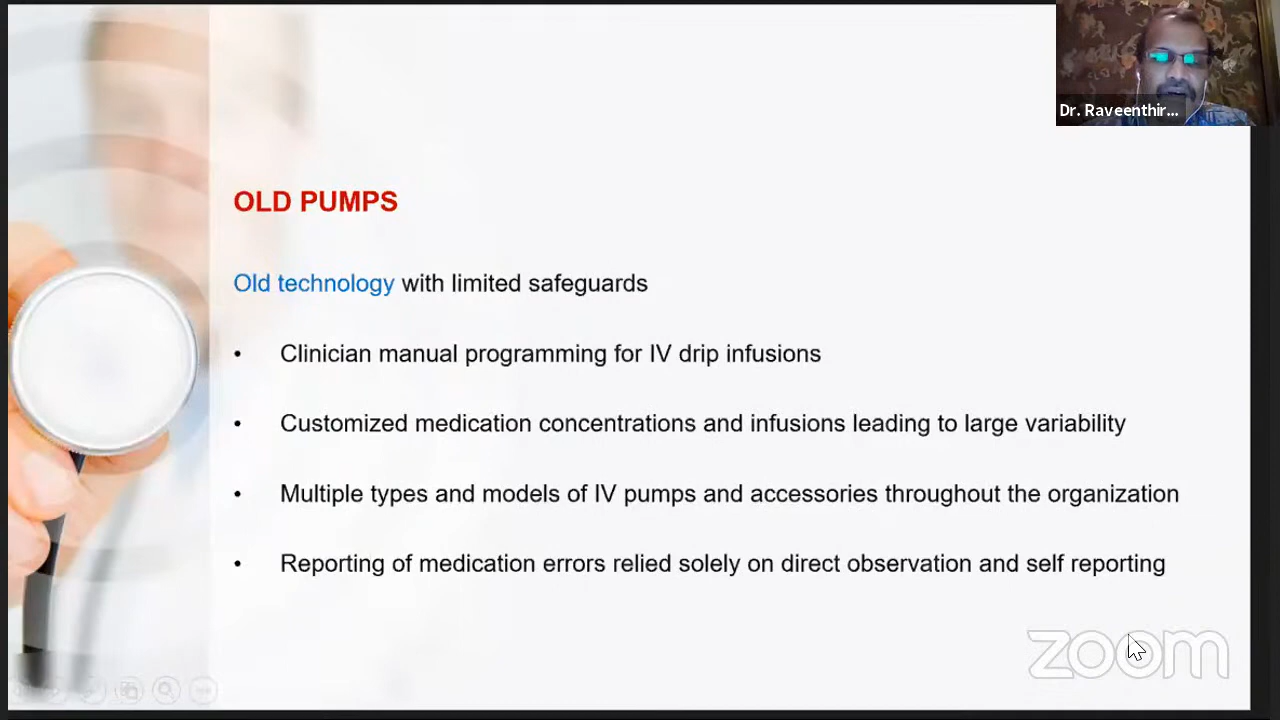 Dr. Raveenthir...
OLD PUMPS
Old technology with limited safeguards
• Clinician manual programming for IV drip infusions
• Customized medication concentrations and infusions leading to large variability
• Multiple types and models of IV pumps and accessories throughout the organization
• Reporting of medication errors relied solely on direct observation and self reporting
zoom